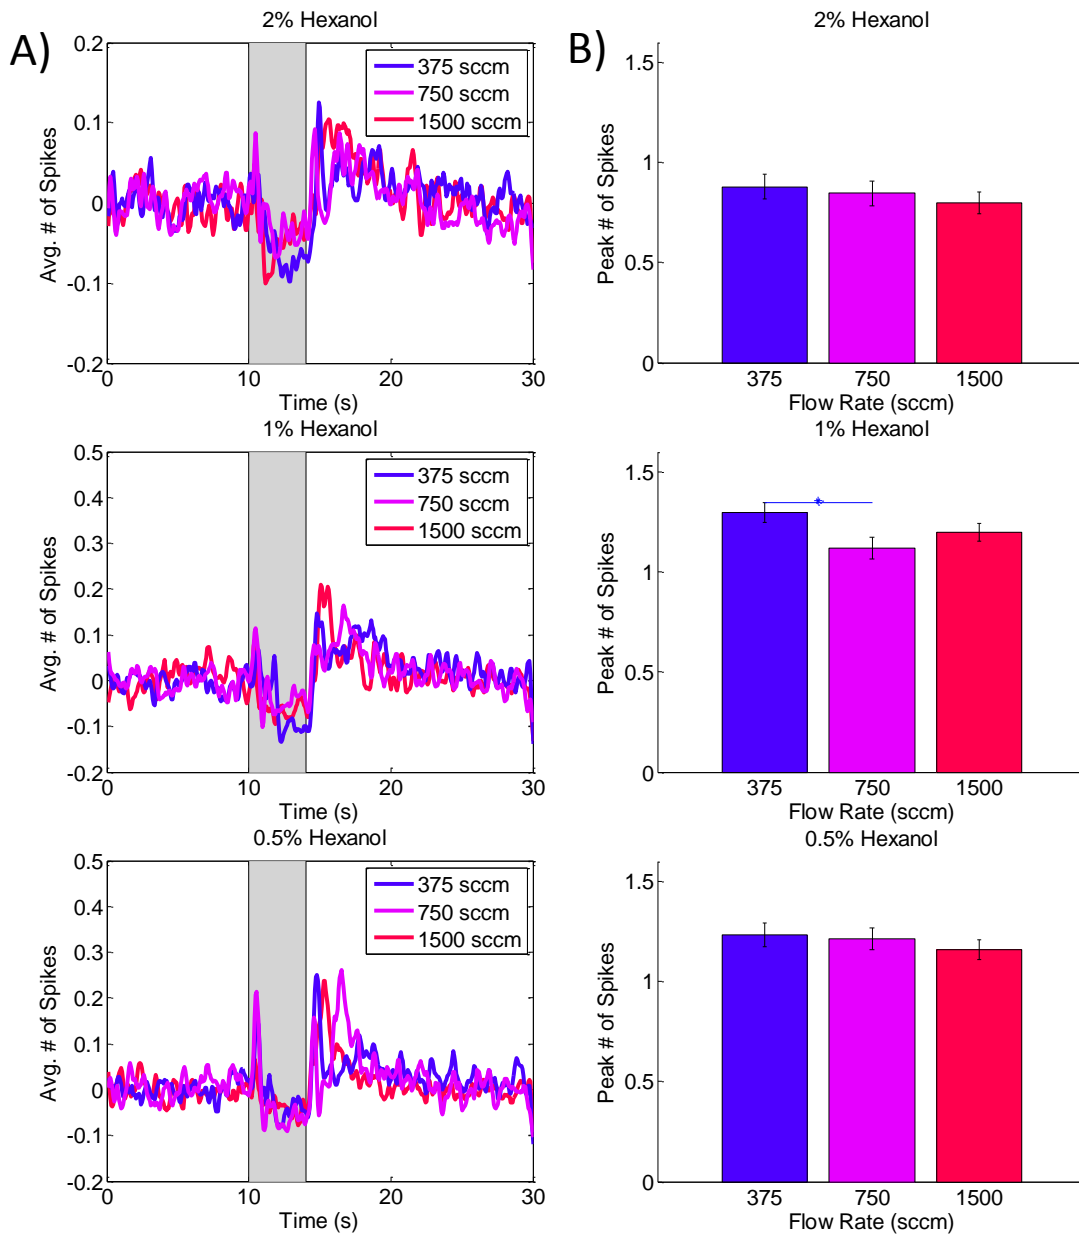 A)
2% Hexanol
0.2
0.1
0
-0.1
-0.2
Avg. # of Spikes
375 sccm
750 sccm
1500 sccm
0 10 20 30
Time (s)
B)
2% Hexanol
1.5
1
0.5
0
Peak # of Spikes
375 750 1500
Flow Rate (sccm)
1% Hexanol
0.5
0.4
0.3
0.2
0.1
0
-0.1
-0.2
Avg. # of Spikes
375 sccm
750 sccm
1500 sccm
0 10 20 30
Time (s)
1% Hexanol
1.5
1
0.5
0
Peak # of Spikes
*
375 750 1500
Flow Rate (sccm)
0.5% Hexanol
0.5
0.4
0.3
0.2
0.1
0
-0.1
-0.2
Avg. # of Spikes
375 sccm
750 sccm
1500 sccm
0 10 20 30
Time (s)
0.5% Hexanol
1.5
1
0.5
0
Peak # of Spikes
375 750 1500
Flow Rate (sccm)